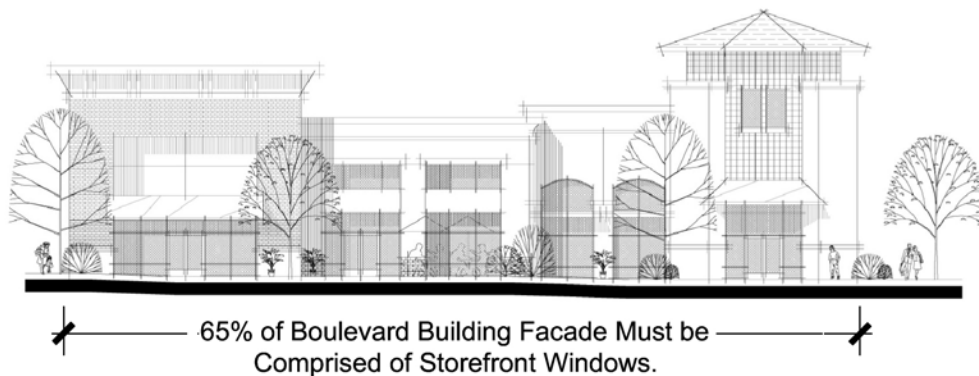 65% of Boulevard Building Facade Must be
Comprised of Storefront Windows.